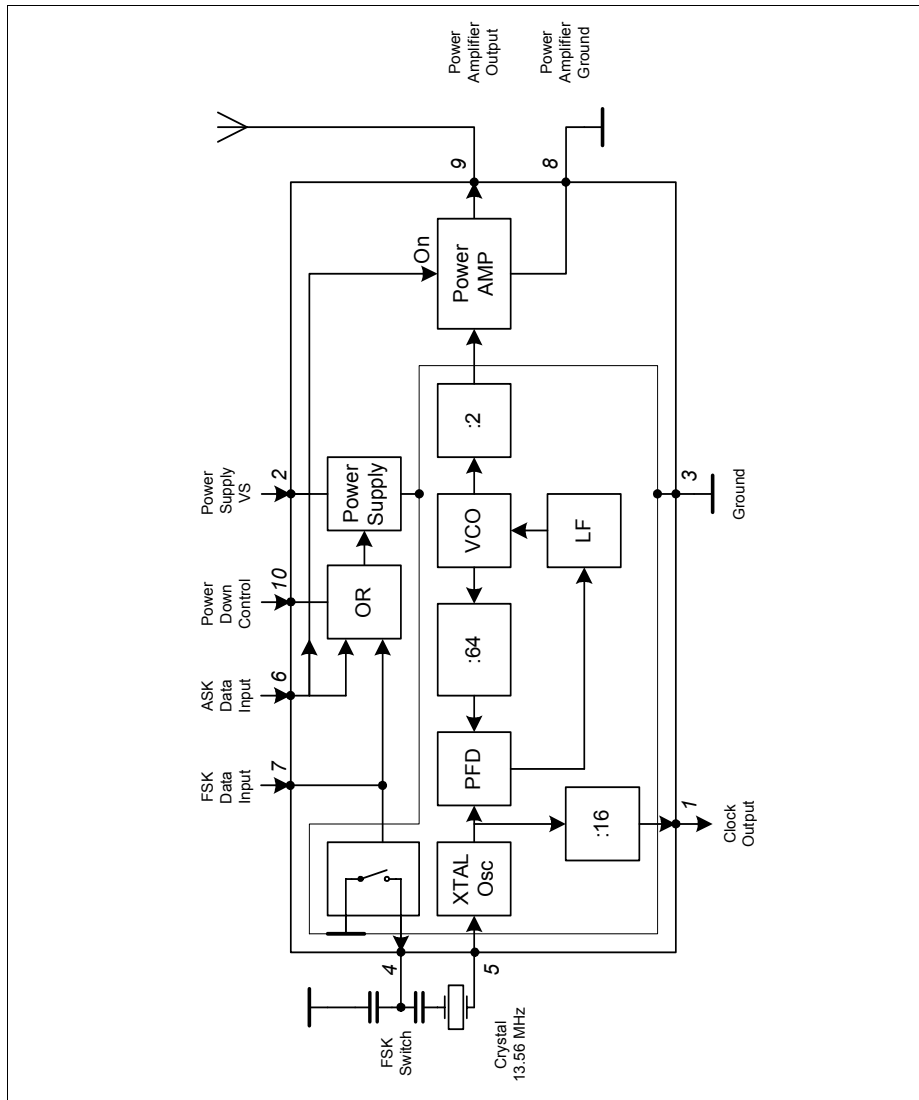 Power
Amplifier
Output
Power
Amplifier
Ground
9
8
On
Power
AMP
Power
Supply
VS
2
Power
Down
Control
10
ASK
Data
Input
6
FSK
Data
Input
7
Power
Supply
OR
:2
VCO
LF
:64
PFD
:16
XTAL
Osc
3
Ground
1
Clock
Output
4
5
FSK
Switch
Crystal
13.56 MHz